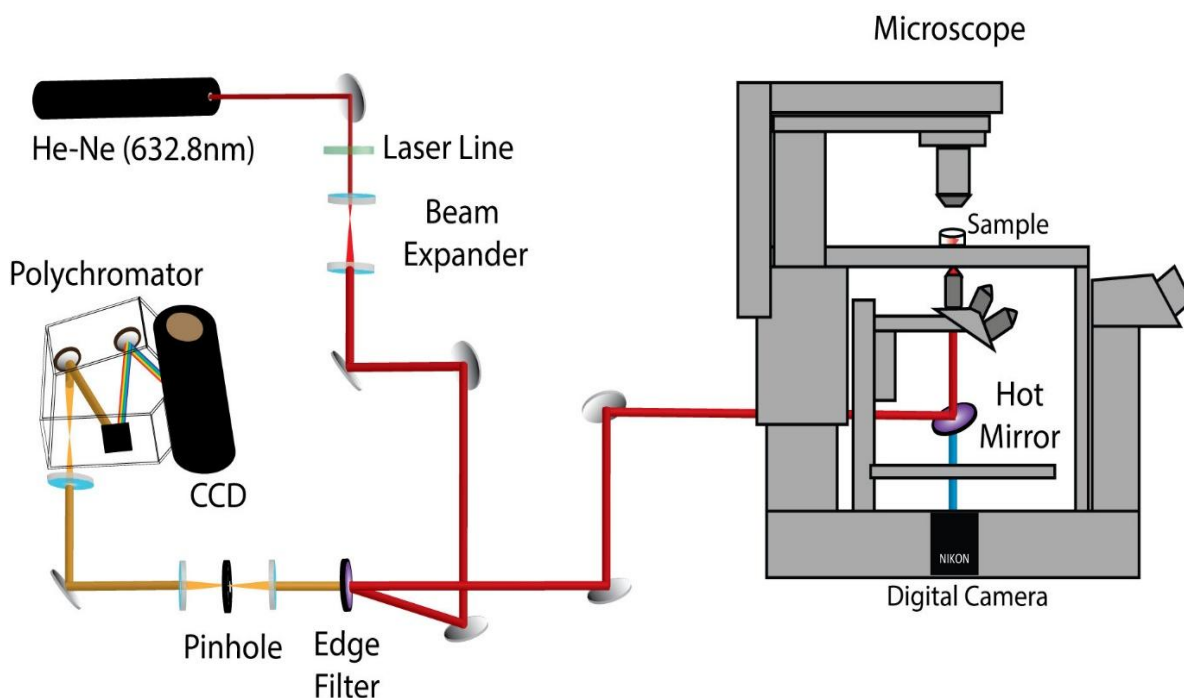 Microscope
He-Ne (632.8nm)
Laser Line
Beam
Expander
Sample
Polychromator
CCD
Hot
Mirror
NIKON
Digital Camera
Pinhole
Edge
Filter